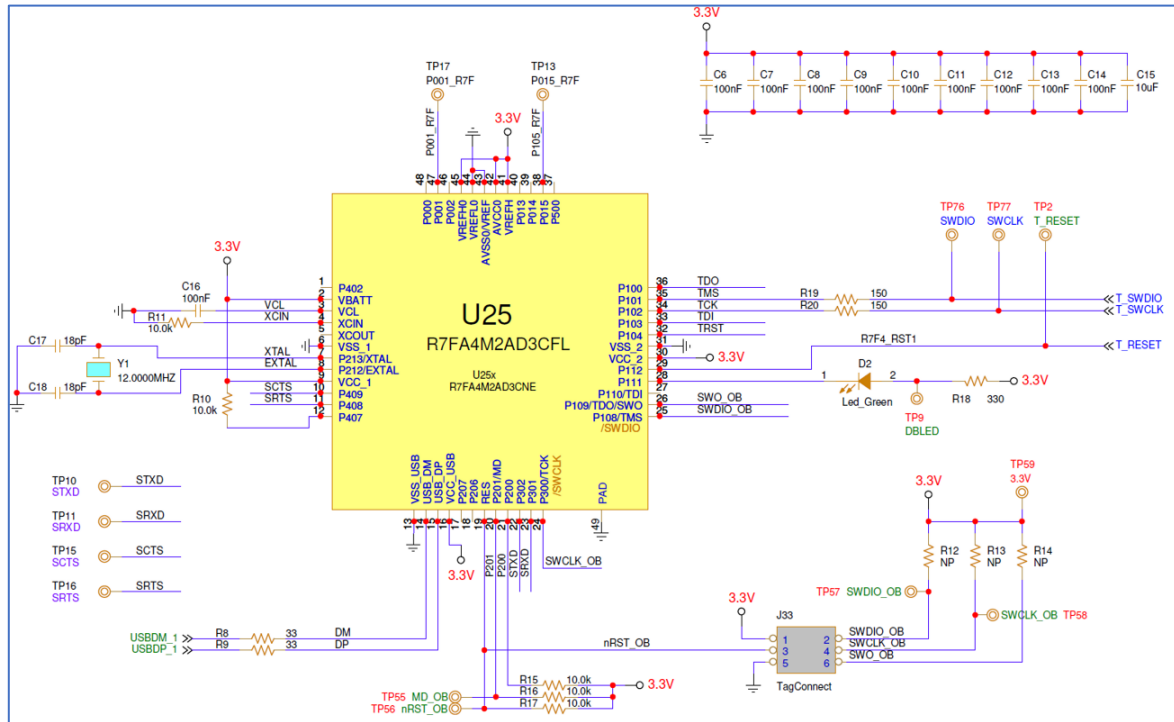 3.3V
C6 100nF
C7 100nF
C8 100nF
C9 100nF
C10 100nF
C11 100nF
C12 100nF
C13 100nF
C14 100nF
C15 10uF
TP17
P001_R7F
TP13
P015_R7F
P001_R7F
3.3V
P105_R7F
48 47 46 45 44 43 42 41 40 39 38 37
P000
P001
P002
VREFH0
VREFL0
AVSS0/VREF
AVCC0
VREFH
P013
P014
P015
P500
TP76
SWDIO
TP77
SWCLK
TP2
T_RESET
3.3V
C16
100nF
R11
10.0k
VCL
XCIN
C17 18pF
Y1
12.0000MHZ
C18 18pF
XTAL
EXTAL
R10
10.0k
SCTS
SRTS
1 P402
2 VBATT
3 VCL
4 XCIN
5 XCOUT
6 VSS_1
7 P213/XTAL
8 P212/EXTAL
9 VCC_1
10 P409
11 P408
12 P407
U25
R7FA4M2AD3CFL
U25x
R7FA4M2AD3CNE
P100 36 TDO
P101 35 TMS
P102 34 TCK
P103 33 TDI
P104 32 TRST
VSS_2 31
VCC_2 30 3.3V
P112 29
P111 28
P110/TDI 27
P109/TDO/SWO 26 SWO_OB
P108/TMS 25 SWDIO_OB
/SWDIO
R19 150
R20 150
T_SWDIO
T_SWCLK
R7F4_RST1
T_RESET
D2
1 2
Led_Green
TP9
DBLED
R18 330
3.3V
VSS_USB
USB_DM
USB_DP
VCC_USB
P207
P206
RES
P201/MD
P200
P302
P301
P300/TCK
/SWCLK
PAD
13 14 15 16 17 18 19 20 21 22 23 24 49
3.3V
P201
P200
STXD
SRXD
SWCLK_OB
TP10
STXD
STXD
TP11
SRXD
SRXD
TP15
SCTS
SCTS
TP16
SRTS
SRTS
USBDM_1 R8 33 DM
USBDP_1 R9 33 DP
TP55 MD_OB
TP56 nRST_OB
R15 10.0k
R16 10.0k
R17 10.0k
3.3V
nRST_OB
3.3V
J33
1 2
3 4
5 6
TagConnect
SWDIO_OB
SWCLK_OB
SWO_OB
3.3V
TP59
3.3V
R12
NP
R13
NP
R14
NP
TP57 SWDIO_OB
SWCLK_OB TP58